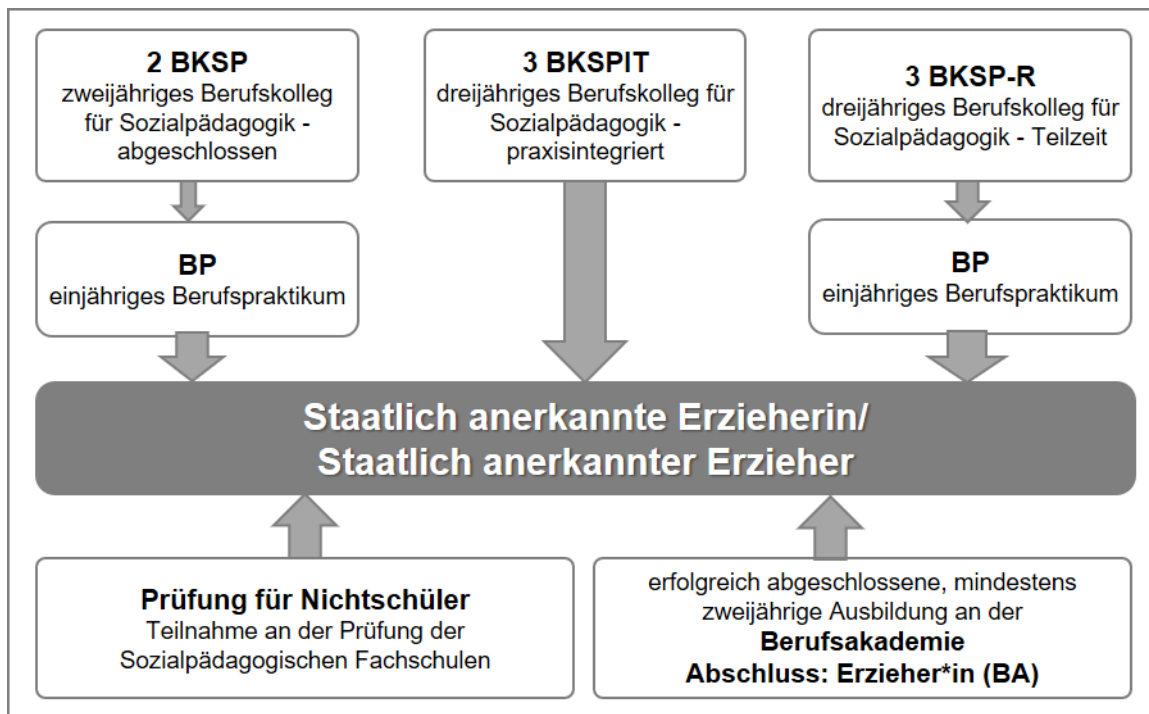 2 BKSP
zweijähriges Berufskolleg
für Sozialpädagogik -
abgeschlossen
3 BKSPIT
dreijähriges Berufskolleg für
Sozialpädagogik -
praxisintegriert
3 BKSP-R
dreijähriges Berufskolleg für
Sozialpädagogik - Teilzeit
BP
einjähriges Berufspraktikum
BP
einjähriges Berufspraktikum
Staatlich anerkannte Erzieherin/
Staatlich anerkannter Erzieher
Prüfung für Nichtschüler
Teilnahme an der Prüfung der
Sozialpädagogischen Fachschulen
erfolgreich abgeschlossene, mindestens
zweijährige Ausbildung an der
Berufsakademie
Abschluss: Erzieher*in (BA)